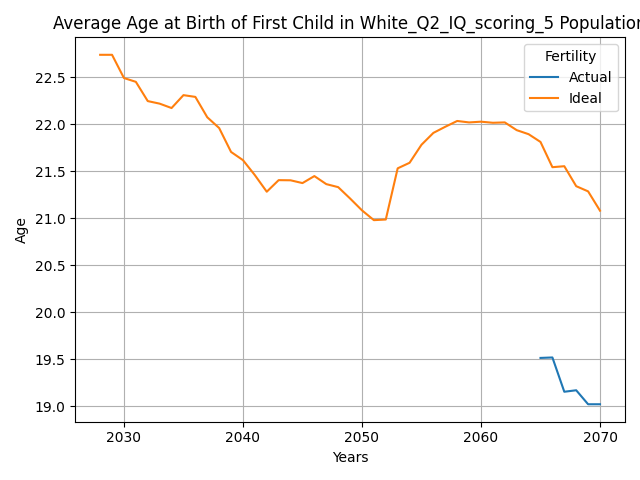 Average Age at Birth of First Child in White_Q2_IQ_scoring_5 Population
Fertility
Actual
Ideal
22.5
22.0
21.5
21.0
20.5
20.0
19.5
19.0
Age
2030
2040
2050
2060
2070
Years